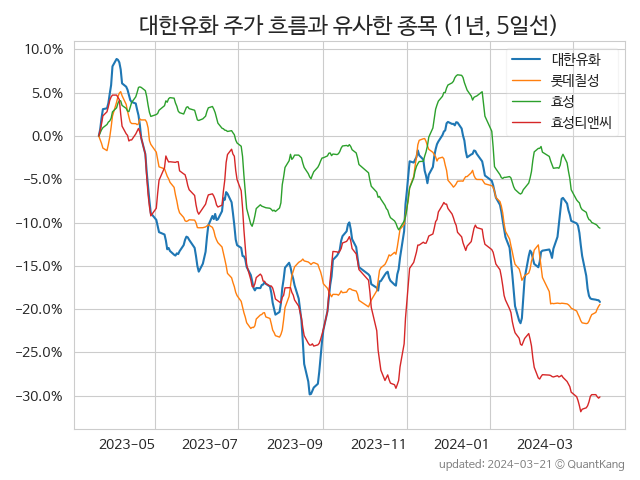 대한유화 주가 흐름과 유사한 종목 (1년, 5일선)
10.0%
5.0%
0.0%
−5.0%
−10.0%
−15.0%
−20.0%
−25.0%
−30.0%
대한유화
롯데칠성
효성
효성티앤씨
2023-05 2023-07 2023-09 2023-11 2024-01 2024-03
updated: 2024-03-21 © QuantKang